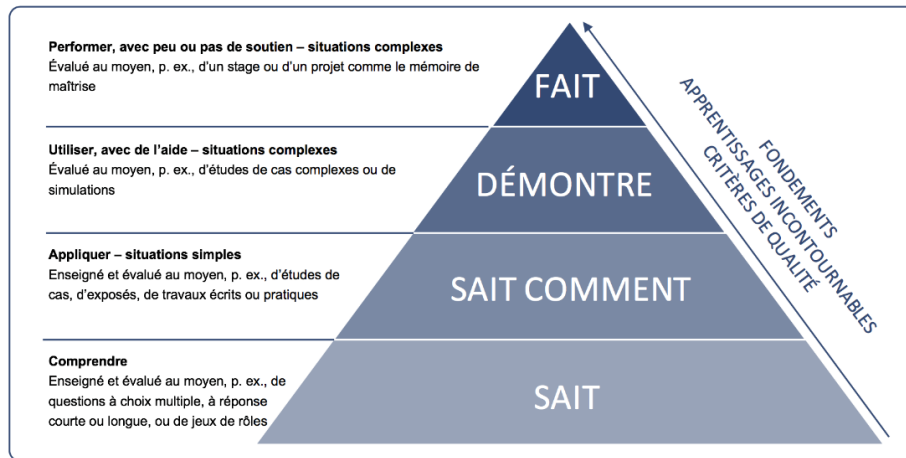 Performer, avec peu ou pas de soutien – situations complexes
Évalué au moyen, p. ex., d’un stage ou d’un projet comme le mémoire de
maîtrise
FAIT
Utiliser, avec de l’aide – situations complexes
Évalué au moyen, p. ex., d’études de cas complexes ou de
simulations
DÉMONTRE
Appliquer – situations simples
Enseigné et évalué au moyen, p. ex., d’études de
cas, d’exposés, de travaux écrits ou pratiques
SAIT COMMENT
Comprendre
Enseigné et évalué au moyen, p. ex., de
questions à choix multiple, à réponse
courte ou longue, ou de jeux de rôles
SAIT
FONDEMENTS
APPRENTISSAGES INCONTOURNABLES
CRITÈRES DE QUALITÉ